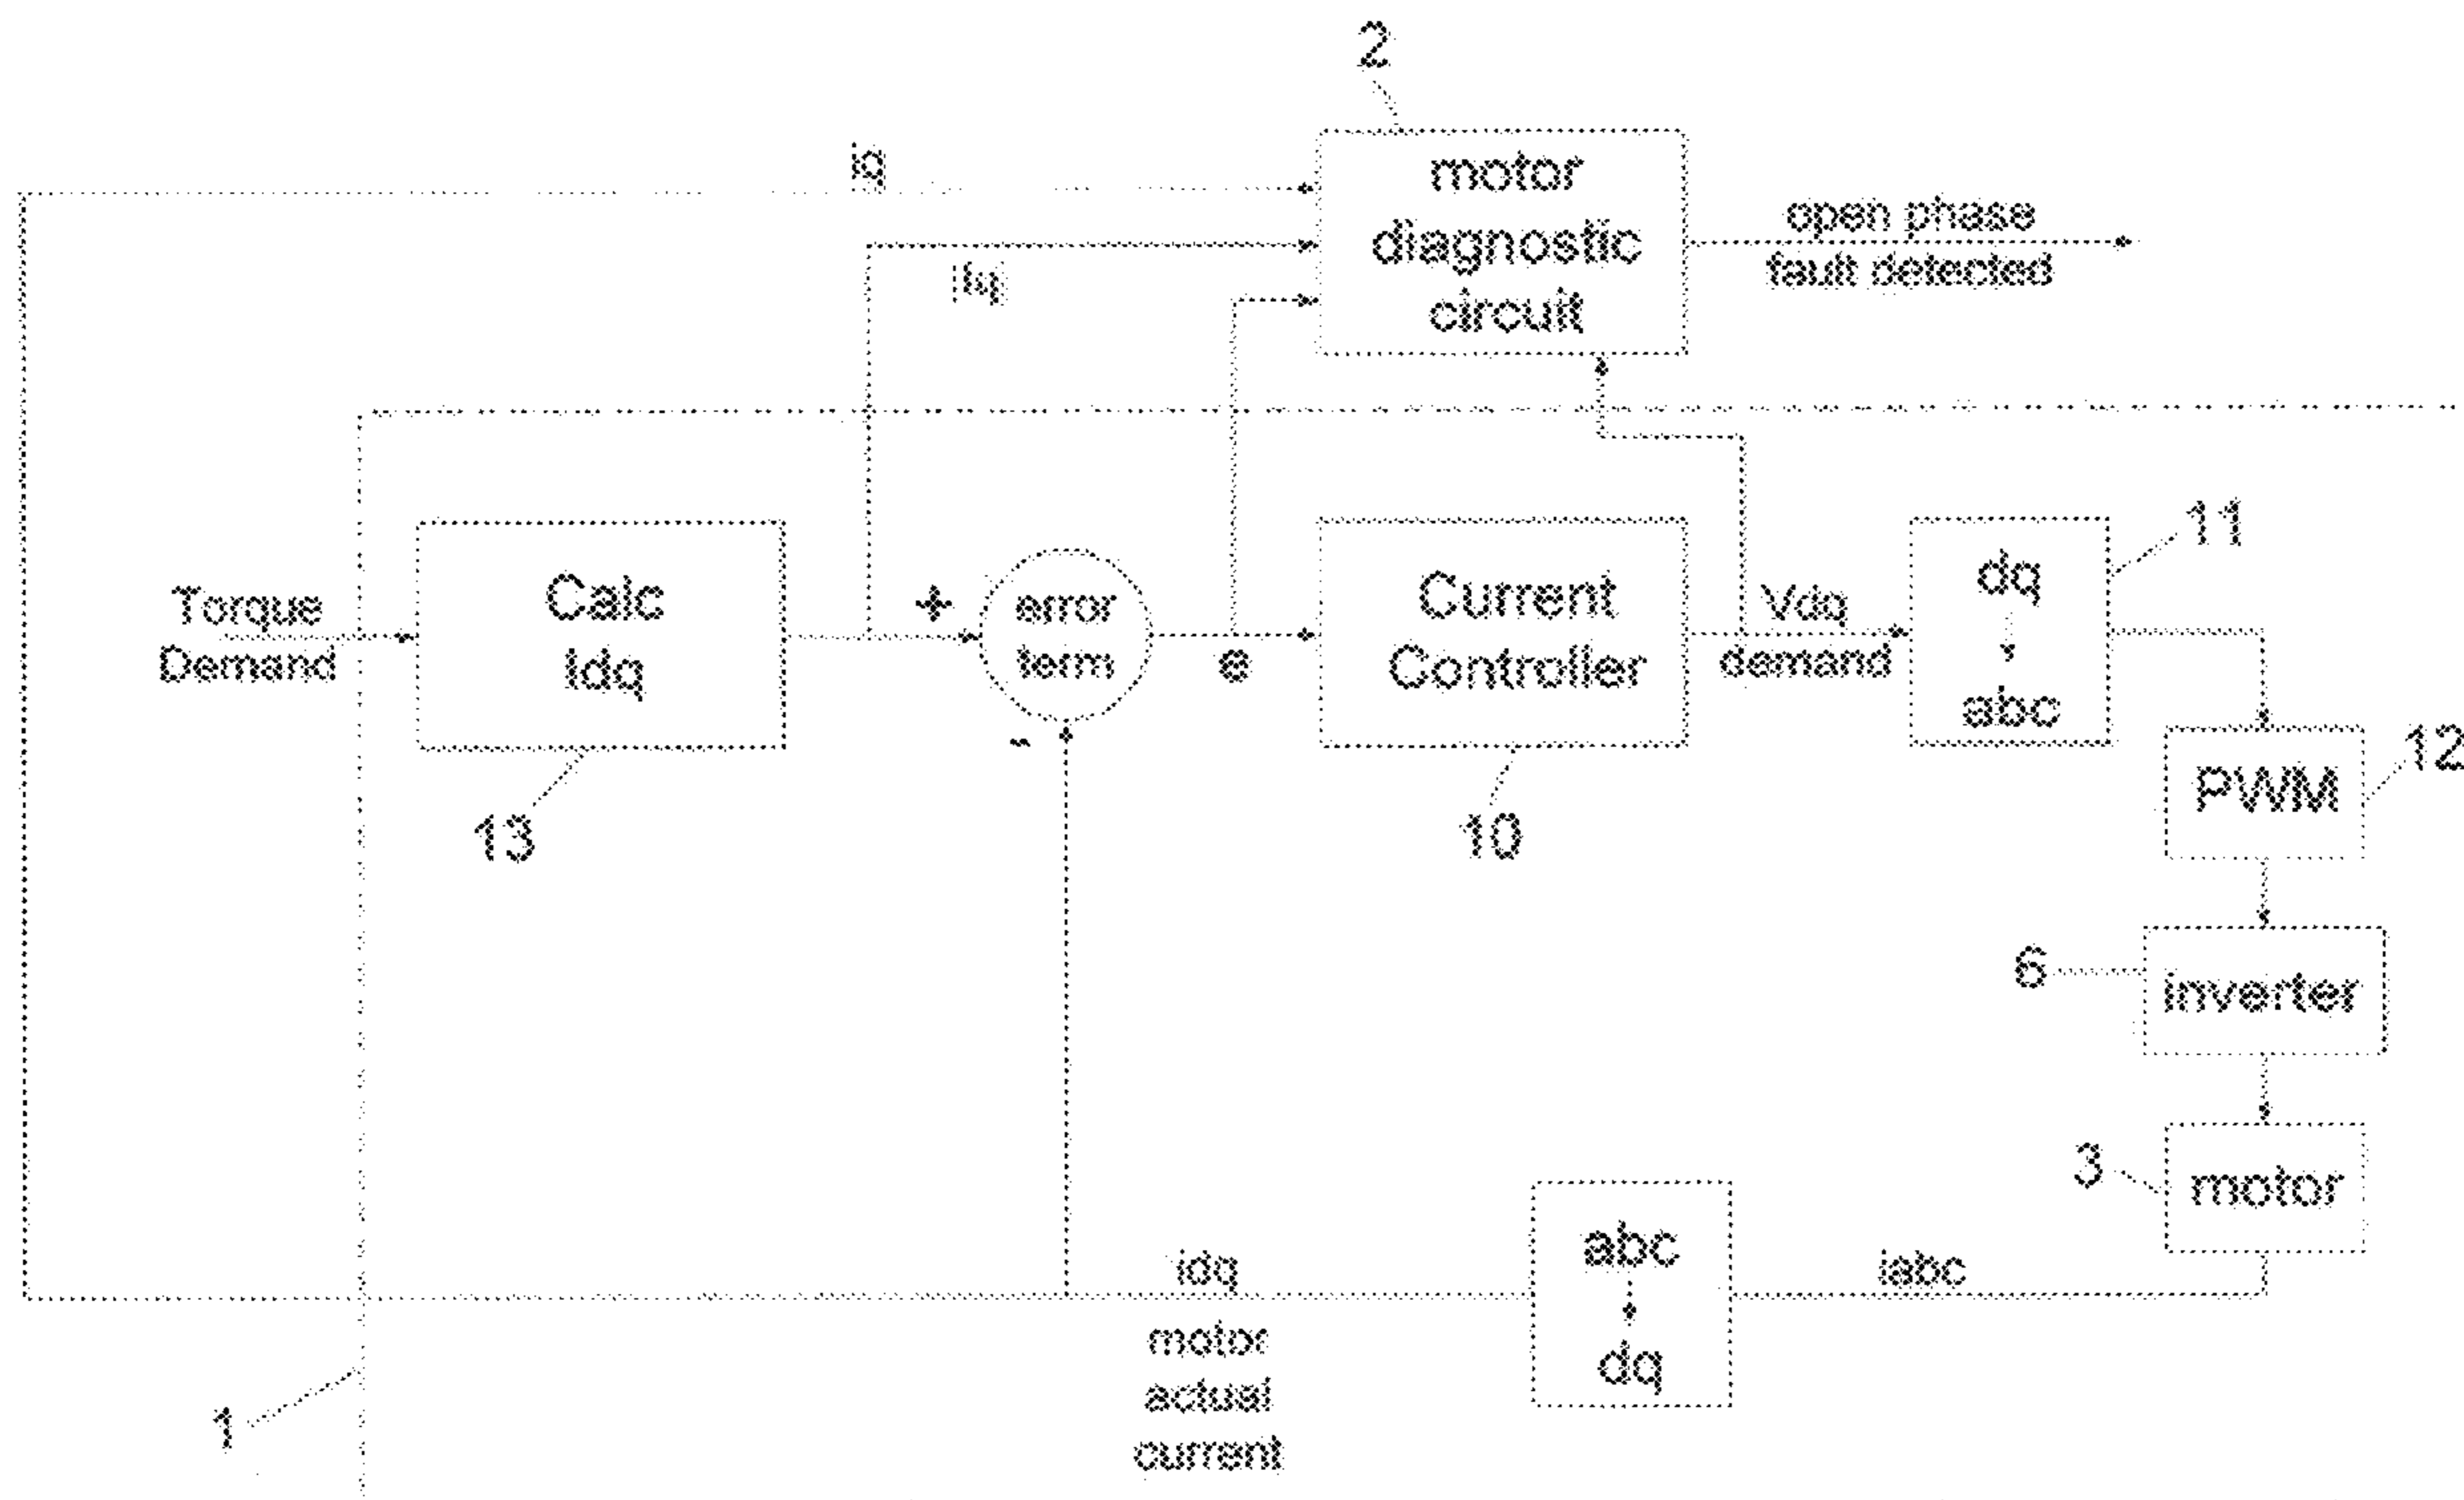 2
iq
motor
diagnostic
circuit
open phase
fault detected
Torque
Demand
Calc
Idq
+
error
term
-
e
Current
Controller
Vdq
demand
dq
abc
11
PWM
12
13
10
6
inverter
3
motor
idq
abc
dq
iabc
motor
actual
current
1